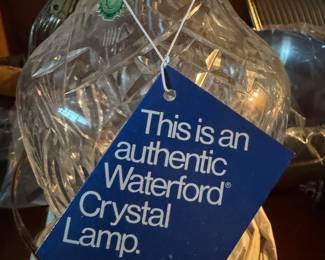 This is an
authentic
Waterford®
Crystal
Lamp.